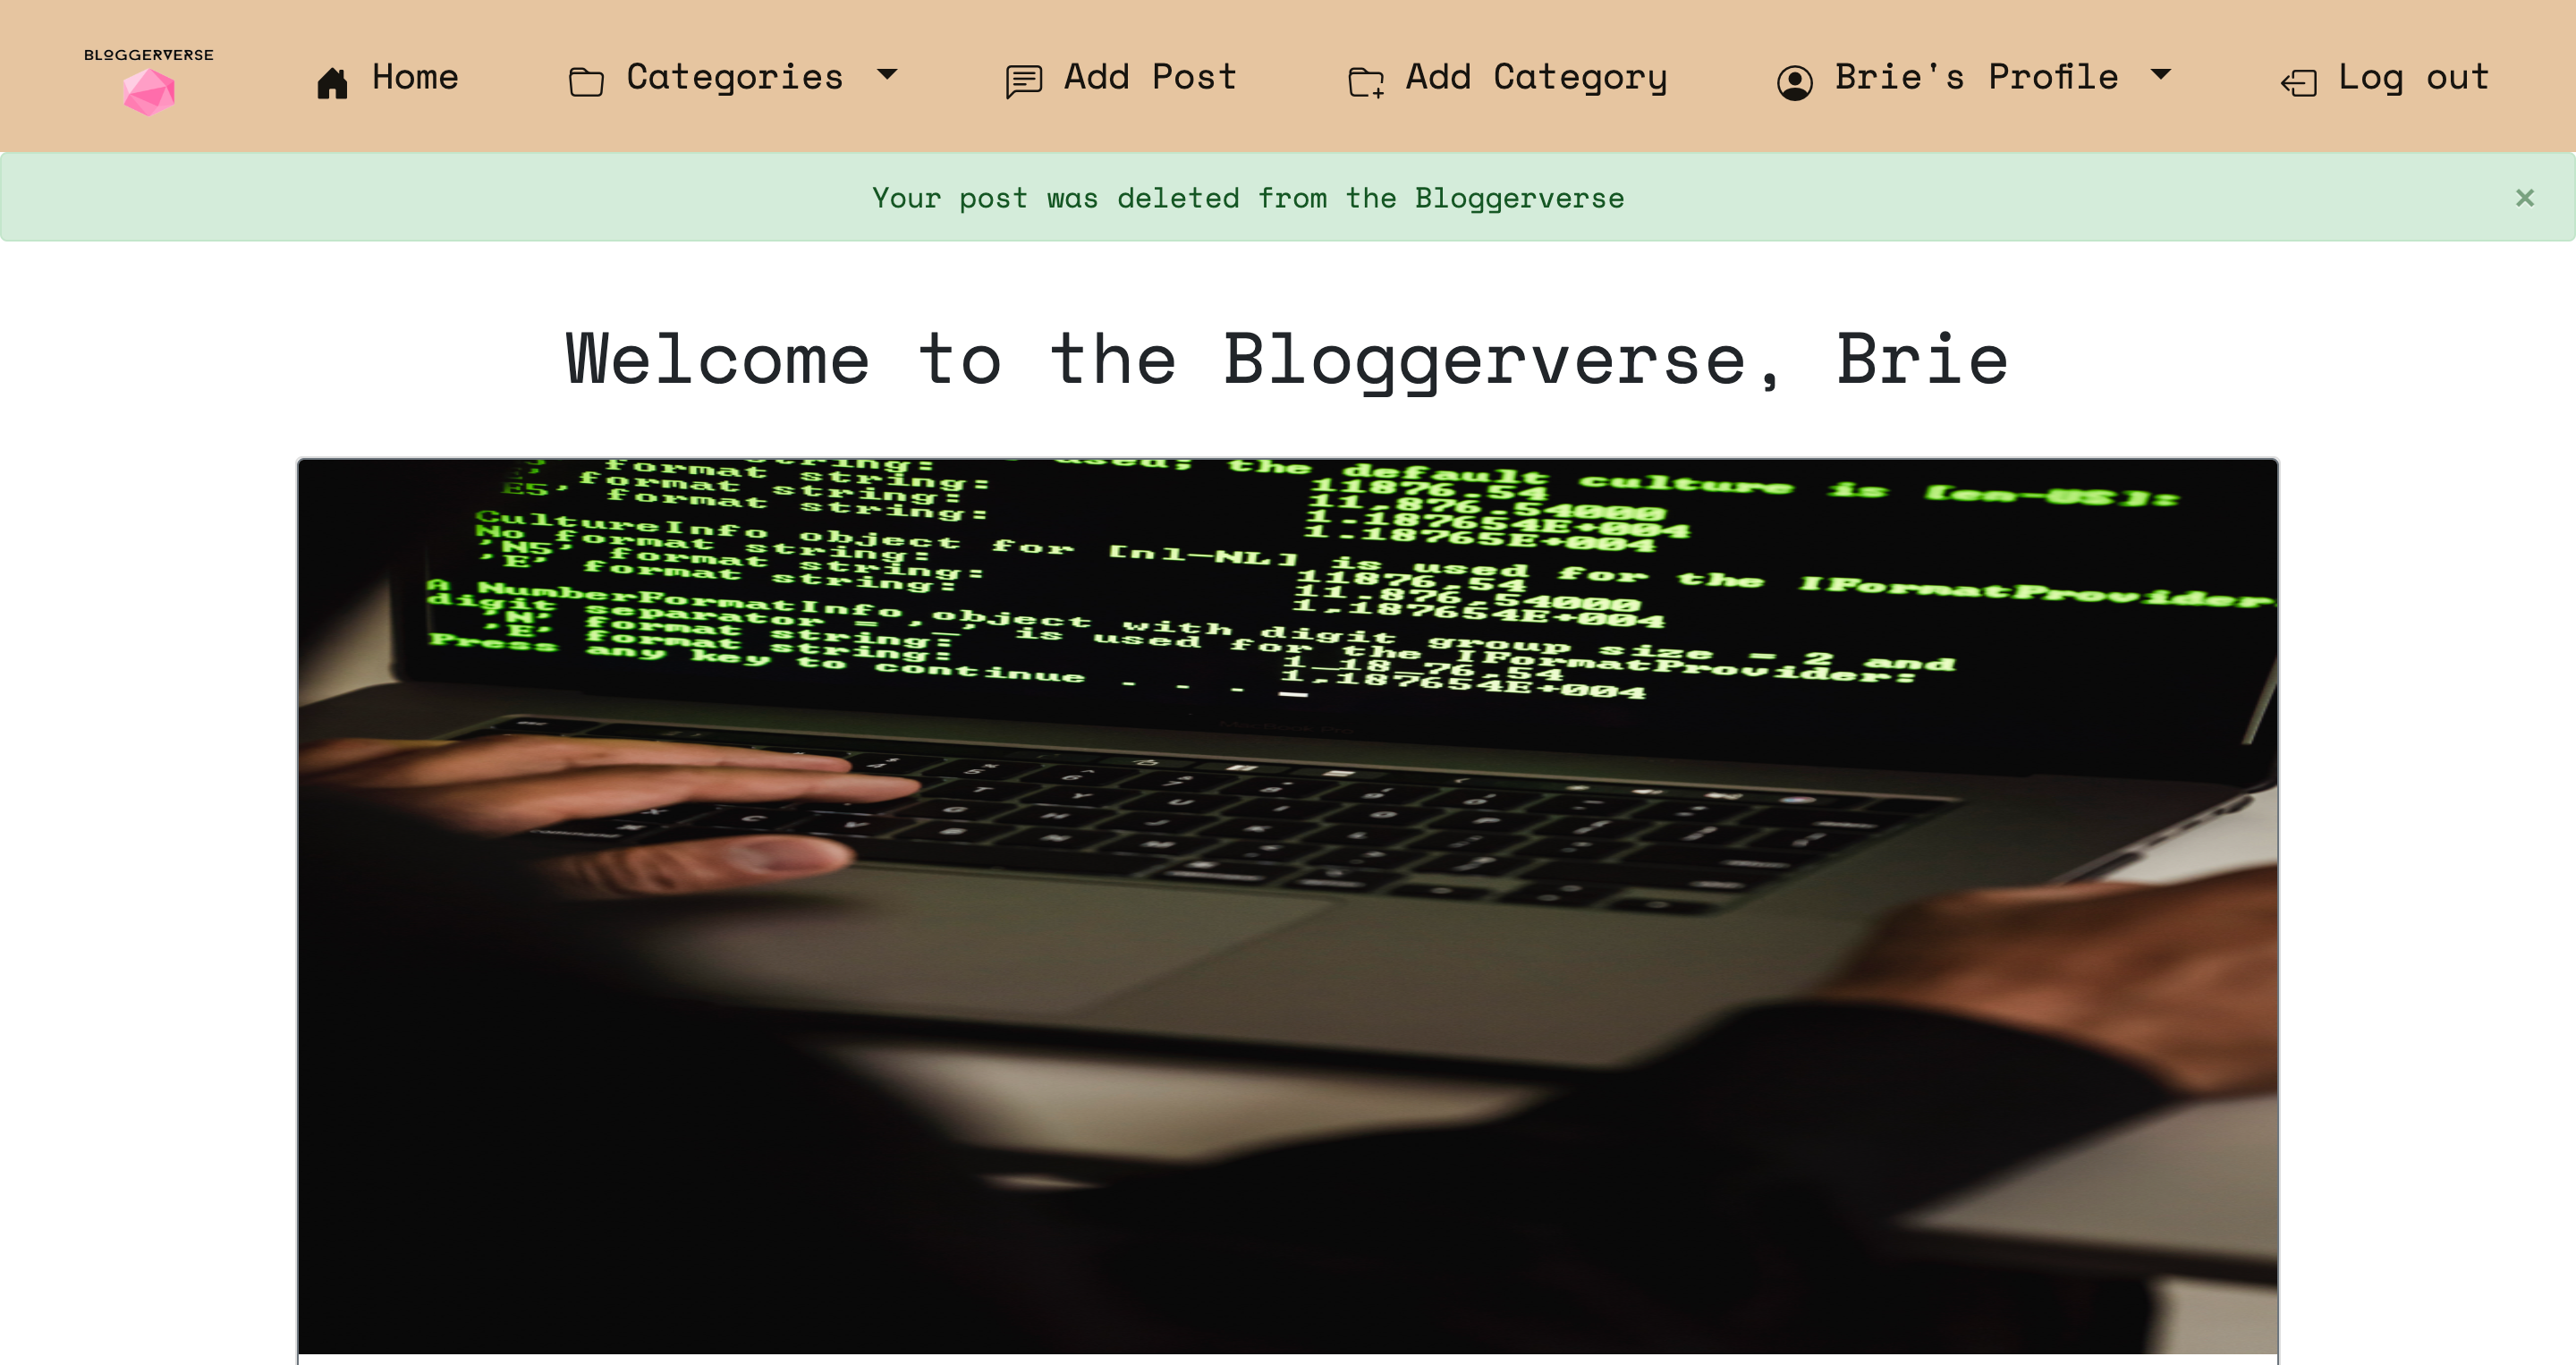 BLOGGERVERSE
Home
Categories
Add Post
Add Category
Brie's Profile
Log out
Your post was deleted from the Bloggerverse
×
Welcome to the Bloggerverse, Brie
used; the default culture is [en-US]:
format string: 11876.54
format string: 11,876.54000
E5' format string: 1.187654E+004
1.18765E+004
CultureInfo object for [nl-NL] is used for the IFormatProvider:
No format string: 11876,54
'N5' format string: 11.876,54000
'E' format string: 1,187654E+004
A NumberFormatInfo object with digit group size = 2 and
digit separator = '_' is used for the IFormatProvider:
'N' format string: 1_18_76,54
'E' format string: 1,187654E+004
Press any key to continue . . . _